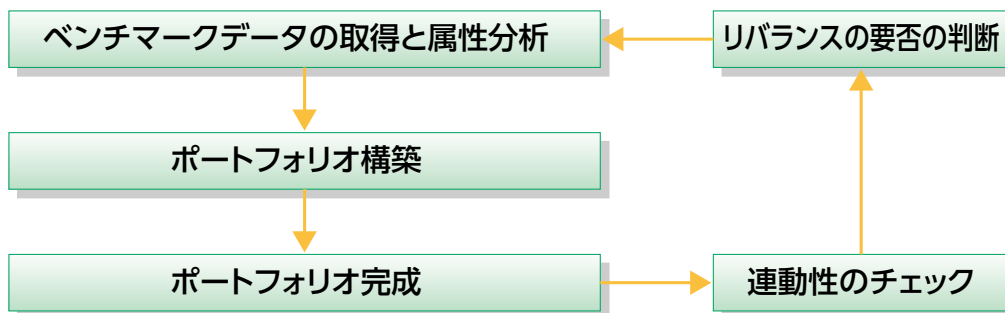 ベンチマークデータの取得と属性分析
リバランスの要否の判断
ポートフォリオ構築
ポートフォリオ完成
連動性のチェック